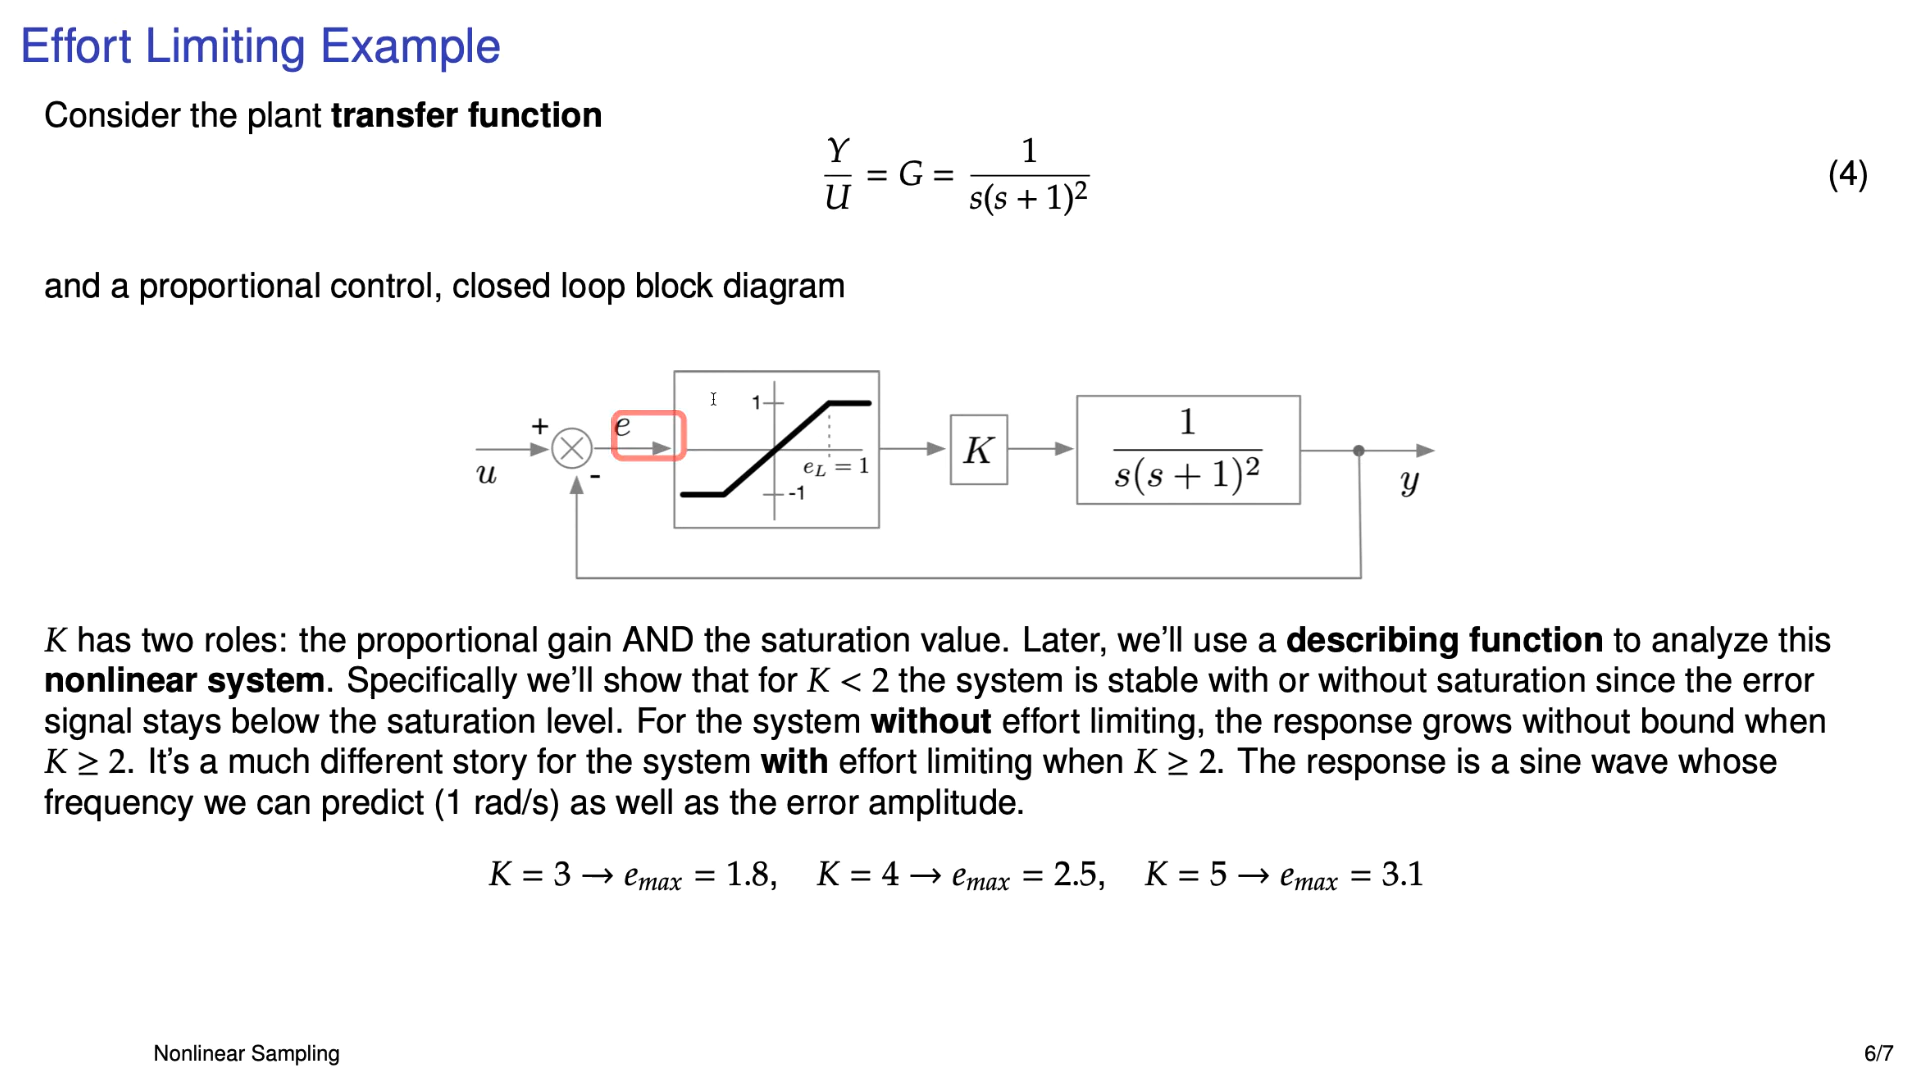 Effort Limiting Example
Consider the plant transfer function
Y/U = G = 1/s(s + 1)² (4)
and a proportional control, closed loop block diagram
+ e 1 K 1/s(s + 1)²
u - e_L = 1 y
-1
K has two roles: the proportional gain AND the saturation value. Later, we'll use a describing function to analyze this
nonlinear system. Specifically we'll show that for K < 2 the system is stable with or without saturation since the error
signal stays below the saturation level. For the system without effort limiting, the response grows without bound when
K ≥ 2. It's a much different story for the system with effort limiting when K ≥ 2. The response is a sine wave whose
frequency we can predict (1 rad/s) as well as the error amplitude.
K = 3 → e_max = 1.8, K = 4 → e_max = 2.5, K = 5 → e_max = 3.1
Nonlinear Sampling 6/7